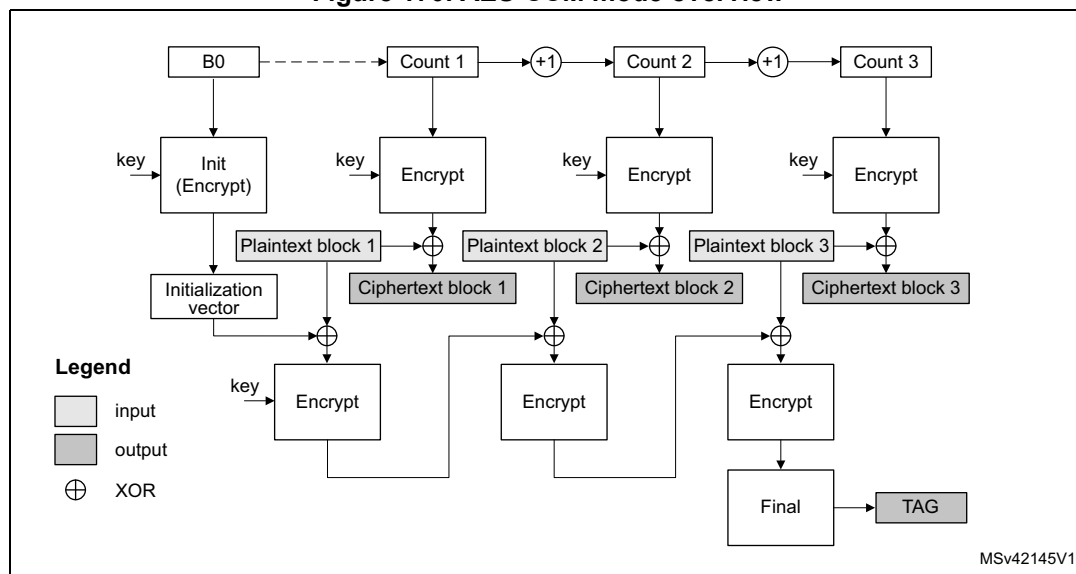 B0
Count 1
+1
Count 2
+1
Count 3
key
Init
(Encrypt)
key
Encrypt
key
Encrypt
key
Encrypt
Plaintext block 1
Plaintext block 2
Plaintext block 3
Initialization
vector
Ciphertext block 1
Ciphertext block 2
Ciphertext block 3
Legend
input
output
XOR
key
Encrypt
Encrypt
Encrypt
Final
TAG
MSv42145V1